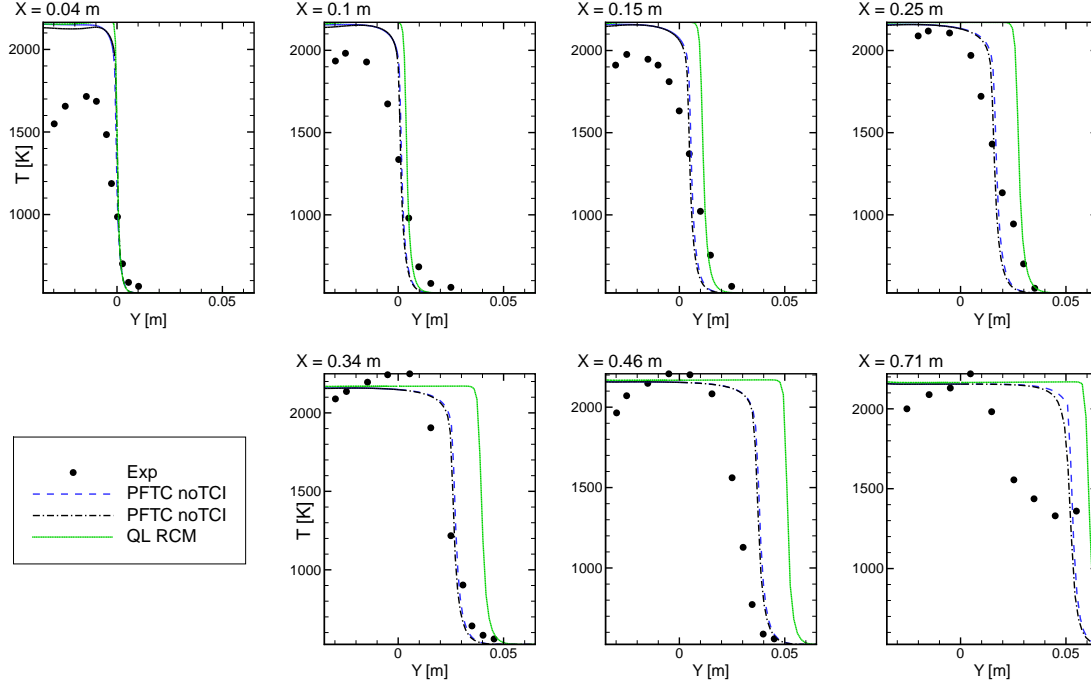 X = 0.04 m
X = 0.1 m
X = 0.15 m
X = 0.25 m
T [K]
2000
1500
1000
0
0.05
Y [m]
2000
1500
1000
0
0.05
Y [m]
2000
1500
1000
0
0.05
Y [m]
2000
1500
1000
0
0.05
Y [m]
X = 0.34 m
X = 0.46 m
X = 0.71 m
Exp
PFTC noTCI
PFTC noTCI
QL RCM
T [K]
2000
1500
1000
0
0.05
Y [m]
2000
1500
1000
0
0.05
Y [m]
2000
1500
1000
0
0.05
Y [m]